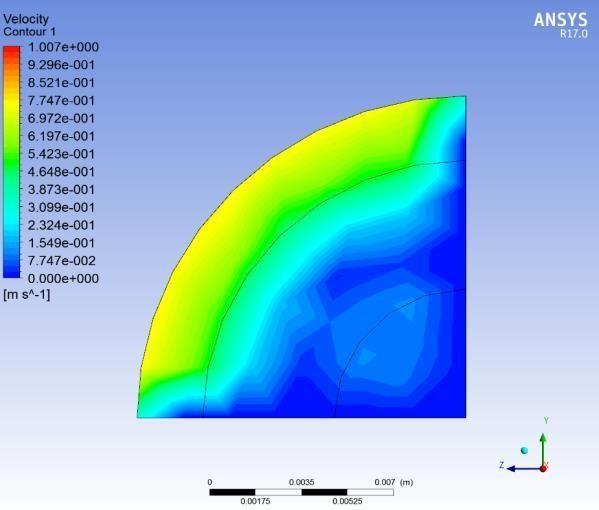 Velocity
Contour 1
1.007e+000
9.296e-001
8.521e-001
7.747e-001
6.972e-001
6.197e-001
5.423e-001
4.648e-001
3.873e-001
3.099e-001
2.324e-001
1.549e-001
7.747e-002
0.000e+000
[m s^-1]
ANSYS
R17.0
Y
Z
X
0 0.0035 0.007 (m)
0.00175 0.00525